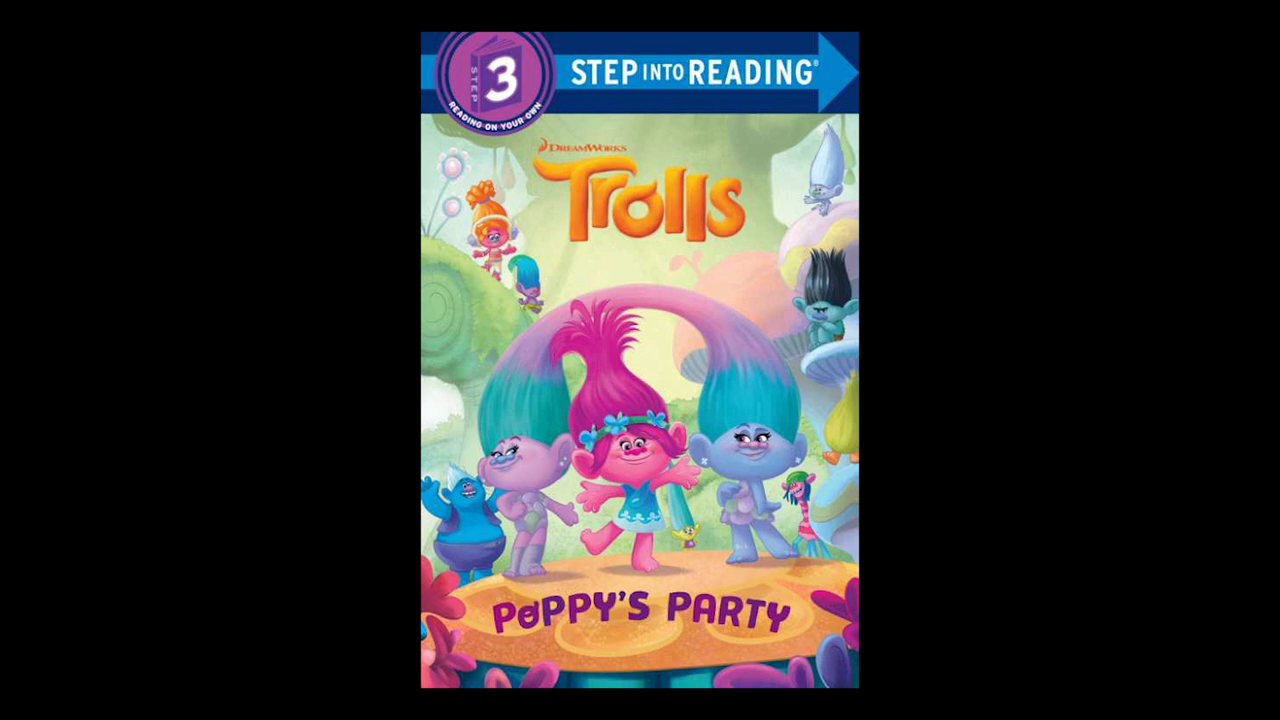 STEP 3
READING ON YOUR OWN
STEP INTO READING®
DREAMWORKS
Trolls
POPPY'S PARTY